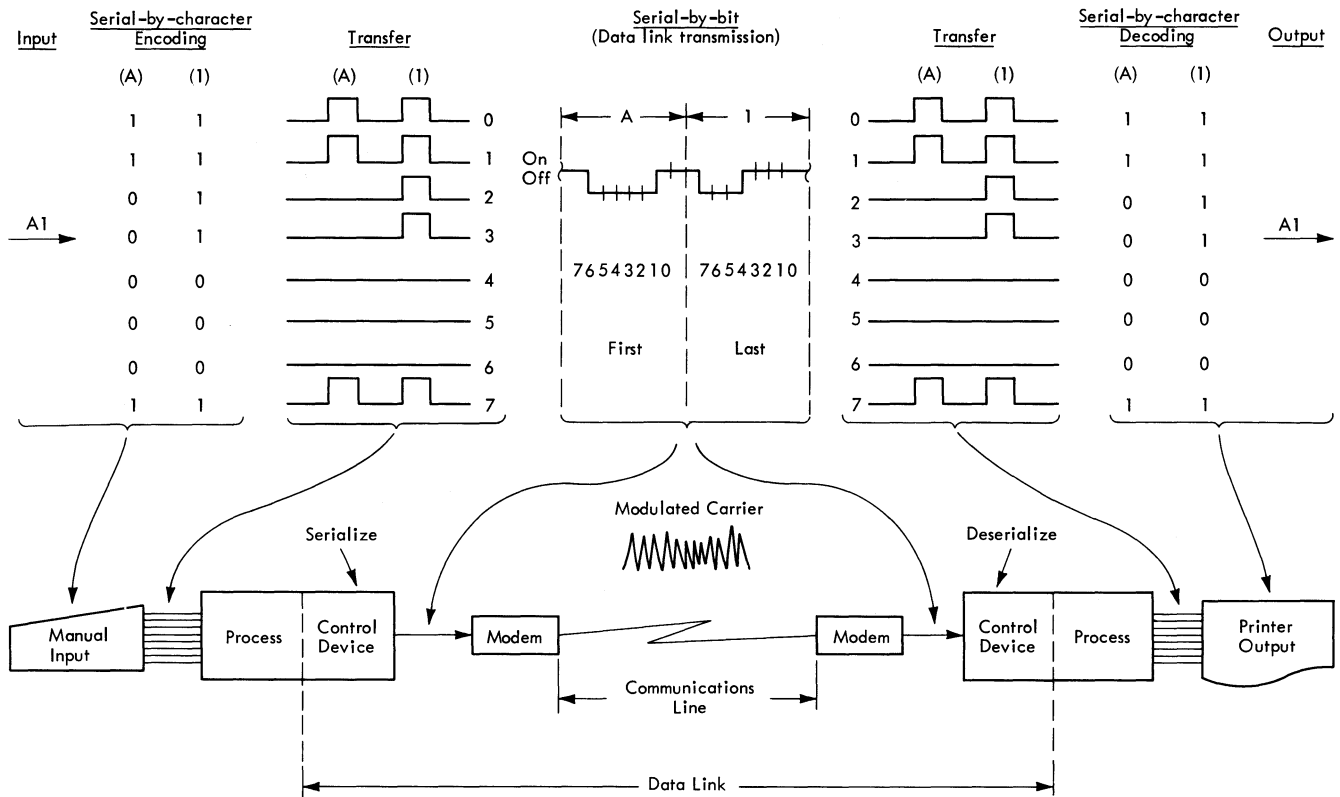 Serial-by-character Serial-by-bit Serial-by-character
Input Encoding Transfer (Data link transmission) Transfer Decoding Output
(A) (1) (A) (1) (A) (1) (A) (1)
1 1 0 A 1 0 1 1
1 1 1 On 1 1 1
Off
0 1 2 2 0 1
A1 0 1 3 3 0 1 A1
0 0 4 76543210 76543210 4 0 0
0 0 5 5 0 0
First Last
0 0 6 6 0 0
1 1 7 7 1 1
Modulated Carrier
Serialize Deserialize
Manual Input
Process
Control Device
Modem
Modem
Control Device
Process
Printer Output
Communications
Line
Data Link